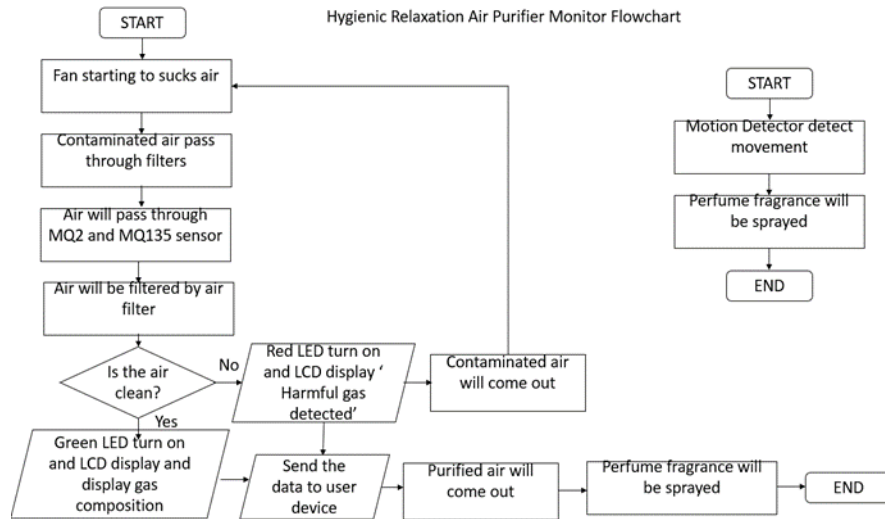 Hygienic Relaxation Air Purifier Monitor Flowchart
START
Fan starting to sucks air
Contaminated air pass
through filters
Air will pass through
MQ2 and MQ135 sensor
Air will be filtered by air
filter
Is the air
clean?
No
Red LED turn on
and LCD display ‘
Harmful gas
detected’
Contaminated air
will come out
Yes
Green LED turn on
and LCD display and
display gas
composition
Send the
data to user
device
Purified air will
come out
Perfume fragrance will
be sprayed
END
START
Motion Detector detect
movement
Perfume fragrance will
be sprayed
END